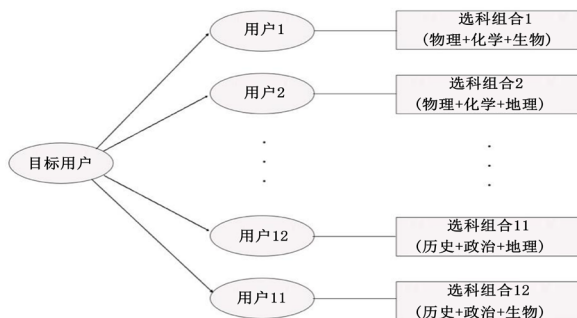 用户1
选科组合1
(物理+化学+生物)
用户2
选科组合2
(物理+化学+地理)
目标用户
用户12
选科组合11
(历史+政治+地理)
用户11
选科组合12
(历史+政治+生物)